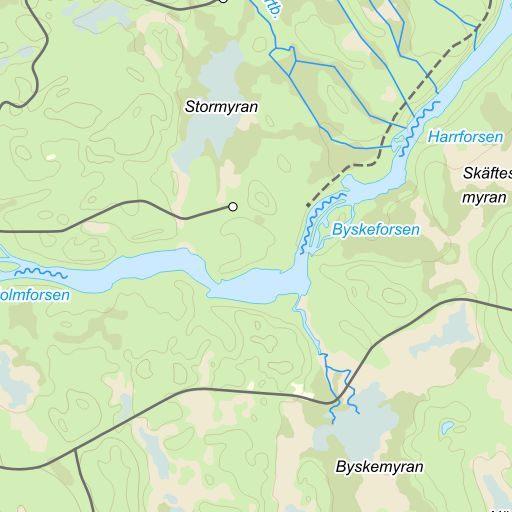 Stormyran
Harrforsen
Skäftes
myran
Byskeforsen
olmforsen
Byskemyran